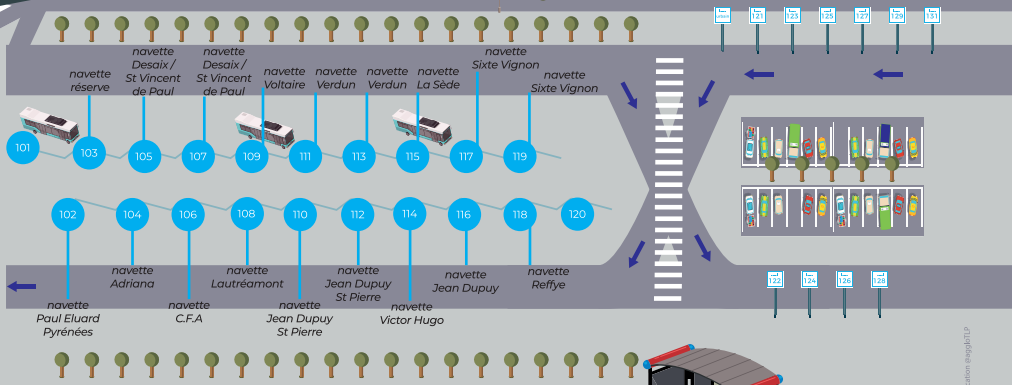 121
123
125
127
129
131
navette
réserve
navette
Desaix /
St Vincent
de Paul
navette
Desaix /
St Vincent
de Paul
navette
Voltaire
navette
Verdun
navette
Verdun
navette
La Sède
navette
Sixte Vignon
navette
Sixte Vignon
101
103
105
107
109
111
113
115
117
119
102
104
106
108
110
112
114
116
118
120
navette
Paul Eluard
Pyrénées
navette
Adriana
navette
C.F.A
navette
Lautréamont
navette
Jean Dupuy
St Pierre
navette
Jean Dupuy
St Pierre
navette
Victor Hugo
navette
Jean Dupuy
navette
Reffye
122
124
126
128
tation @aggloTLP